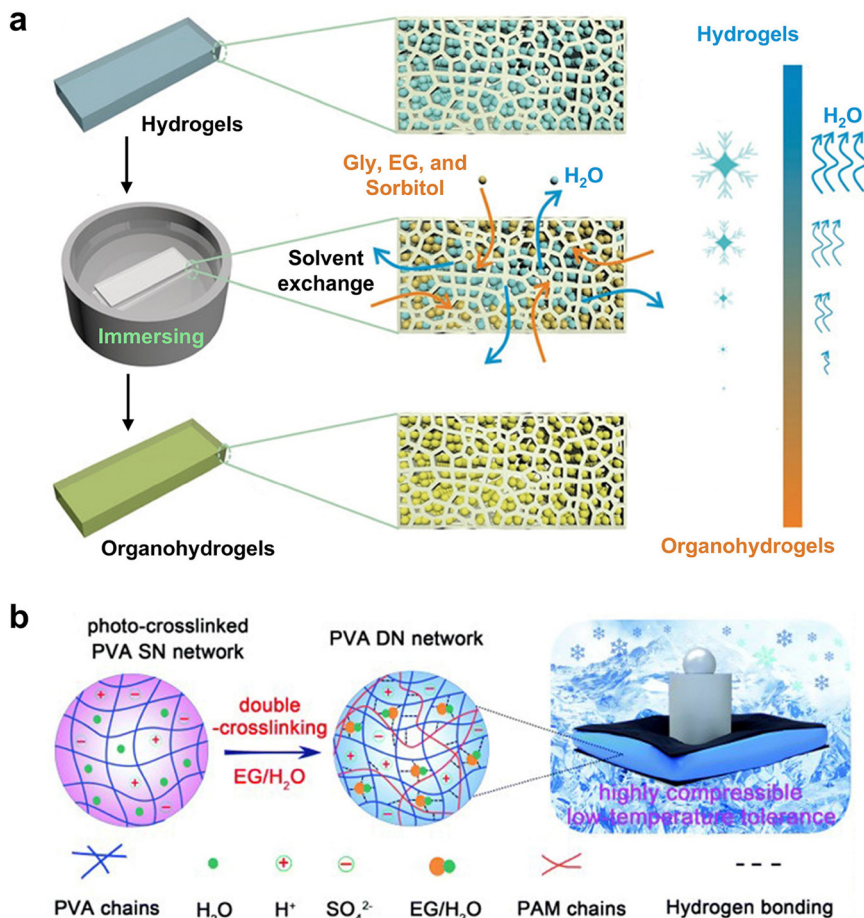 a
Hydrogels
H₂O
Hydrogels
Gly, EG, and
Sorbitol
H₂O
Solvent
exchange
Immersing
Organohydrogels
Organohydrogels
b
photo-crosslinked
PVA SN network
PVA DN network
double
-crosslinking
EG/H₂O
highly compressible
low-temperature tolerance
PVA chains
H₂O
H⁺
SO₄²⁻
EG/H₂O
PAM chains
Hydrogen bonding